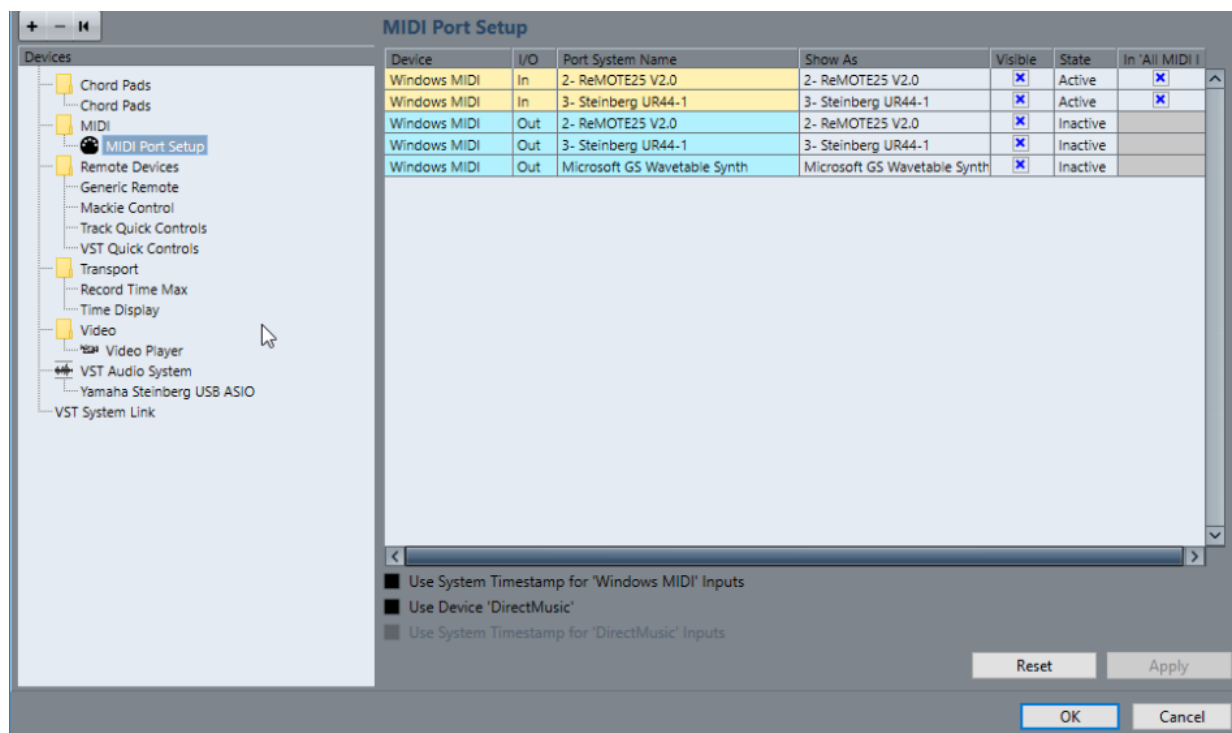 MIDI Port Setup
Devices
Chord Pads
Chord Pads
MIDI
MIDI Port Setup
Remote Devices
Generic Remote
Mackie Control
Track Quick Controls
VST Quick Controls
Transport
Record Time Max
Time Display
Video
Video Player
VST Audio System
Yamaha Steinberg USB ASIO
VST System Link
Device I/O Port System Name Show As Visible State In 'All MIDI I
Windows MIDI In 2- ReMOTE25 V2.0 2- ReMOTE25 V2.0 Active
Windows MIDI In 3- Steinberg UR44-1 3- Steinberg UR44-1 Active
Windows MIDI Out 2- ReMOTE25 V2.0 2- ReMOTE25 V2.0 Inactive
Windows MIDI Out 3- Steinberg UR44-1 3- Steinberg UR44-1 Inactive
Windows MIDI Out Microsoft GS Wavetable Synth Microsoft GS Wavetable Synth Inactive
Use System Timestamp for 'Windows MIDI' Inputs
Use Device 'DirectMusic'
Use System Timestamp for 'DirectMusic' Inputs
Reset Apply
OK Cancel